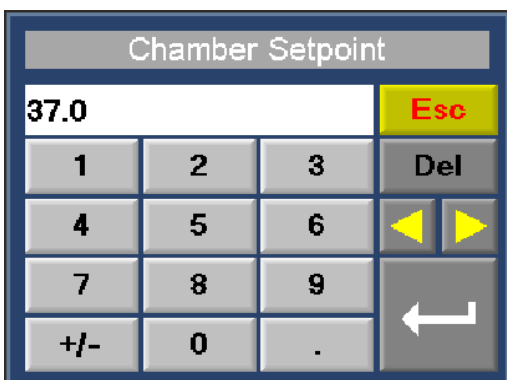 Chamber Setpoint
37.0 Esc
1 2 3 Del
4 5 6
7 8 9
+/- 0 .